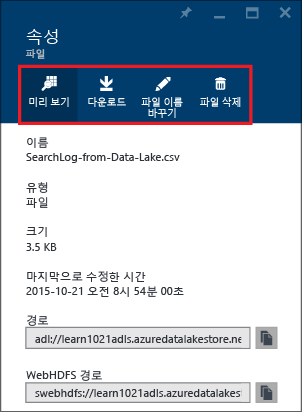 속성
파일
미리 보기
다운로드
파일 이름
바꾸기
파일 삭제
이름
SearchLog-from-Data-Lake.csv
유형
파일
크기
3.5 KB
마지막으로 수정한 시간
2015-10-21 오전 8시 54분 00초
경로
adl://learn1021adls.azuredatalakestore.ne
WebHDFS 경로
swebhdfs://learn1021adls.azuredatalakes